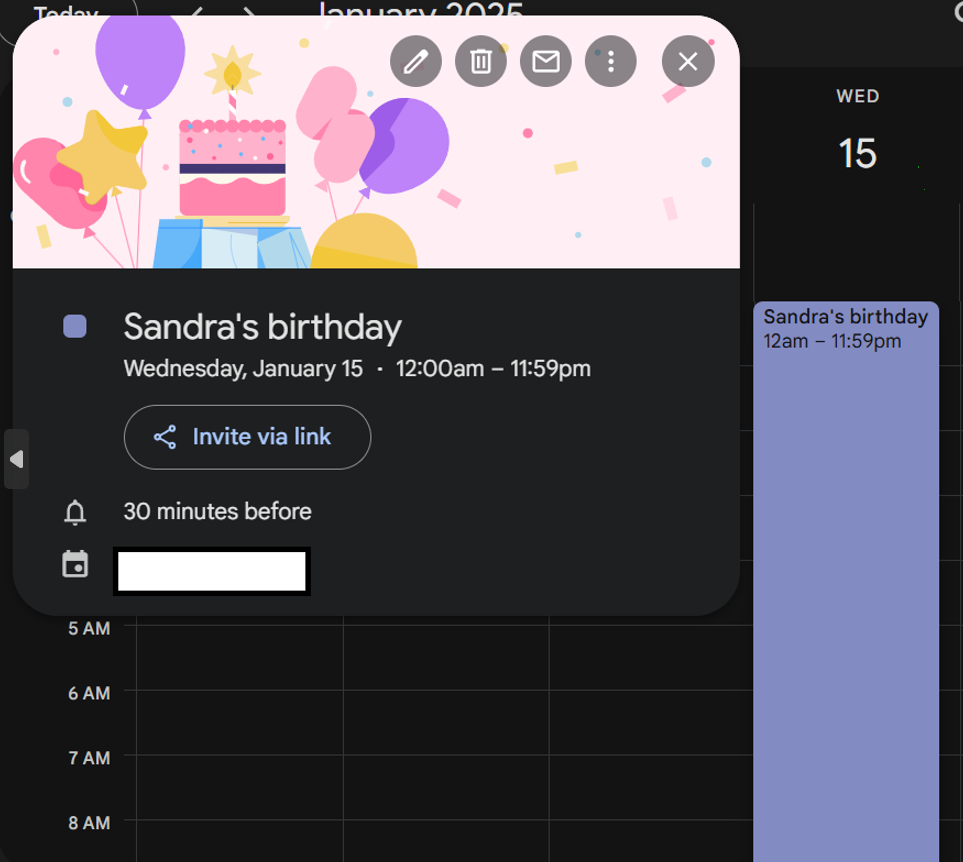 Today
January 2025
WED
15
Sandra's birthday
12am – 11:59pm
Sandra's birthday
Wednesday, January 15 · 12:00am – 11:59pm
Invite via link
30 minutes before
5 AM
6 AM
7 AM
8 AM